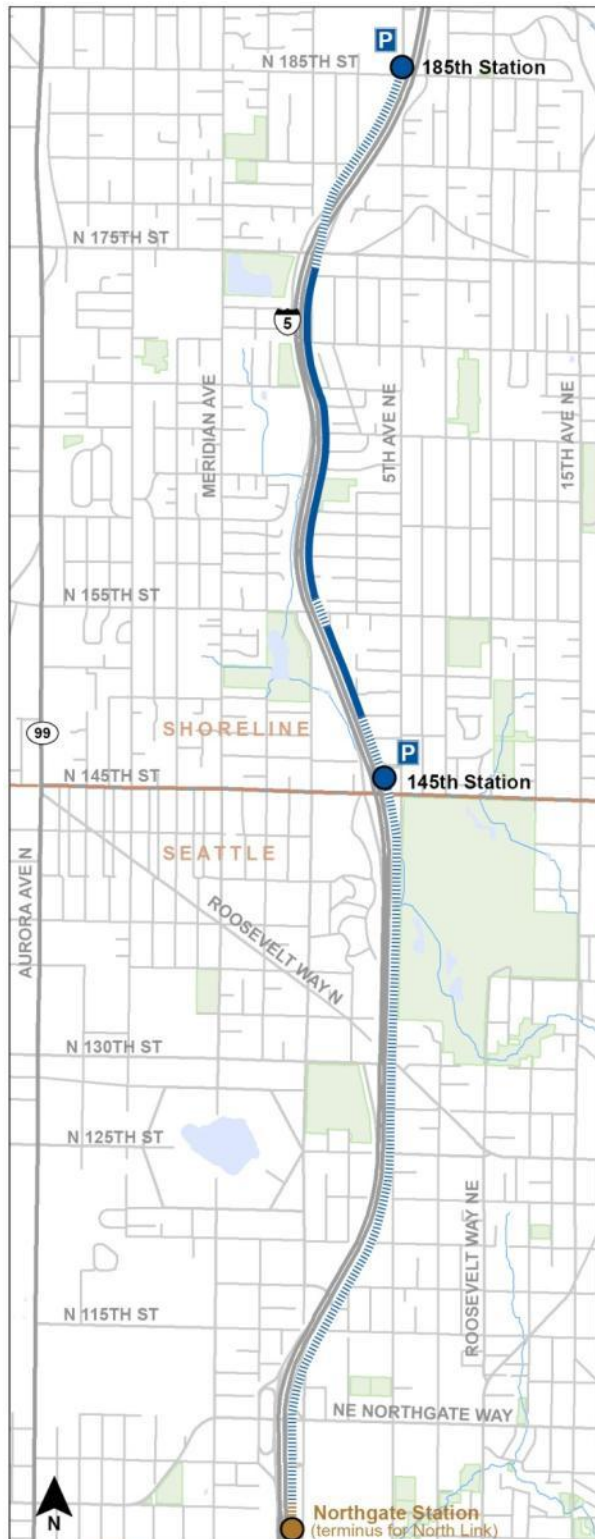 P
N 185TH ST
185th Station
N 175TH ST
5
MERIDIAN AVE
5TH AVE NE
15TH AVE NE
N 155TH ST
SHORELINE
99
P
N 145TH ST
145th Station
SEATTLE
AURORA AVE N
ROOSEVELT WAY N
N 130TH ST
N 125TH ST
ROOSEVELT WAY NE
N 115TH ST
NE NORTHGATE WAY
N
Northgate Station
(terminus for North Link)